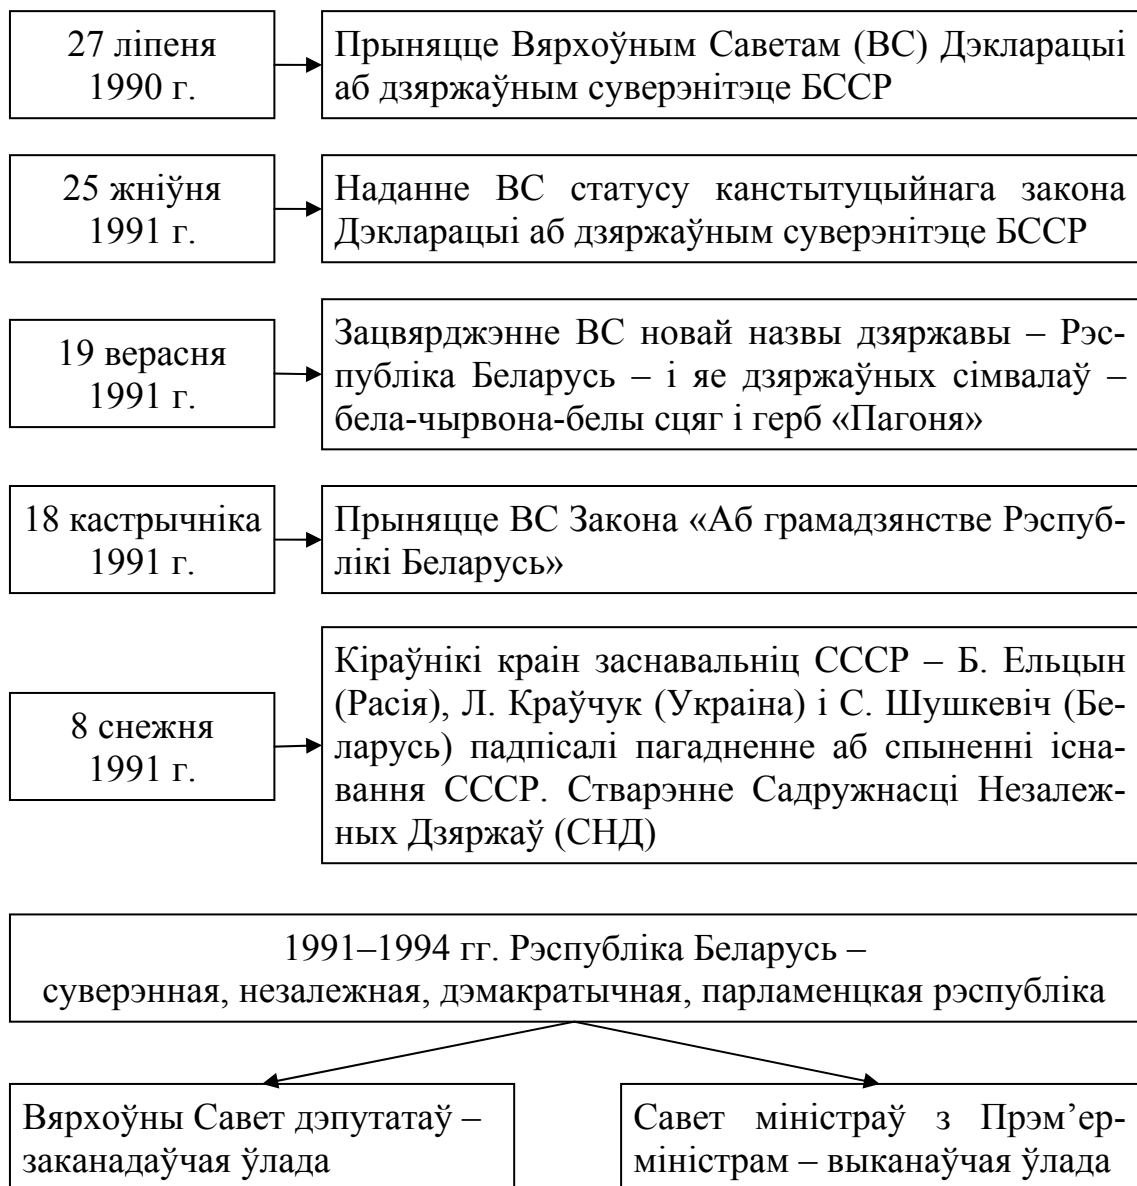 27 ліпеня
1990 г.
Прыняцце Вярхоўным Саветам (ВС) Дэкларацыі
аб дзяржаўным суверэнітэце БССР
25 жніўня
1991 г.
Наданне ВС статусу канстытуцыйнага закона
Дэкларацыі аб дзяржаўным суверэнітэце БССР
19 верасня
1991 г.
Зацвярджэнне ВС новай назвы дзяржавы – Рэс-
публіка Беларусь – і яе дзяржаўных сімвалаў –
бела-чырвона-белы сцяг і герб «Пагоня»
18 кастрычніка
1991 г.
Прыняцце ВС Закона «Аб грамадзянстве Рэспуб-
лікі Беларусь»
8 снежня
1991 г.
Кіраўнікі краін заснавальніц СССР – Б. Ельцын
(Расія), Л. Краўчук (Украіна) і С. Шушкевіч (Бе-
ларусь) падпісалі пагадненне аб спыненні існа-
вання СССР. Стварэнне Садружнасці Незалеж-
ных Дзяржаў (СНД)
1991–1994 гг. Рэспубліка Беларусь –
суверэнная, незалежная, дэмакратычная, парламенцкая рэспубліка
Вярхоўны Савет дэпутатаў –
заканадаўчая ўлада
Савет міністраў з Прэм’ер-
міністрам – выканаўчая ўлада